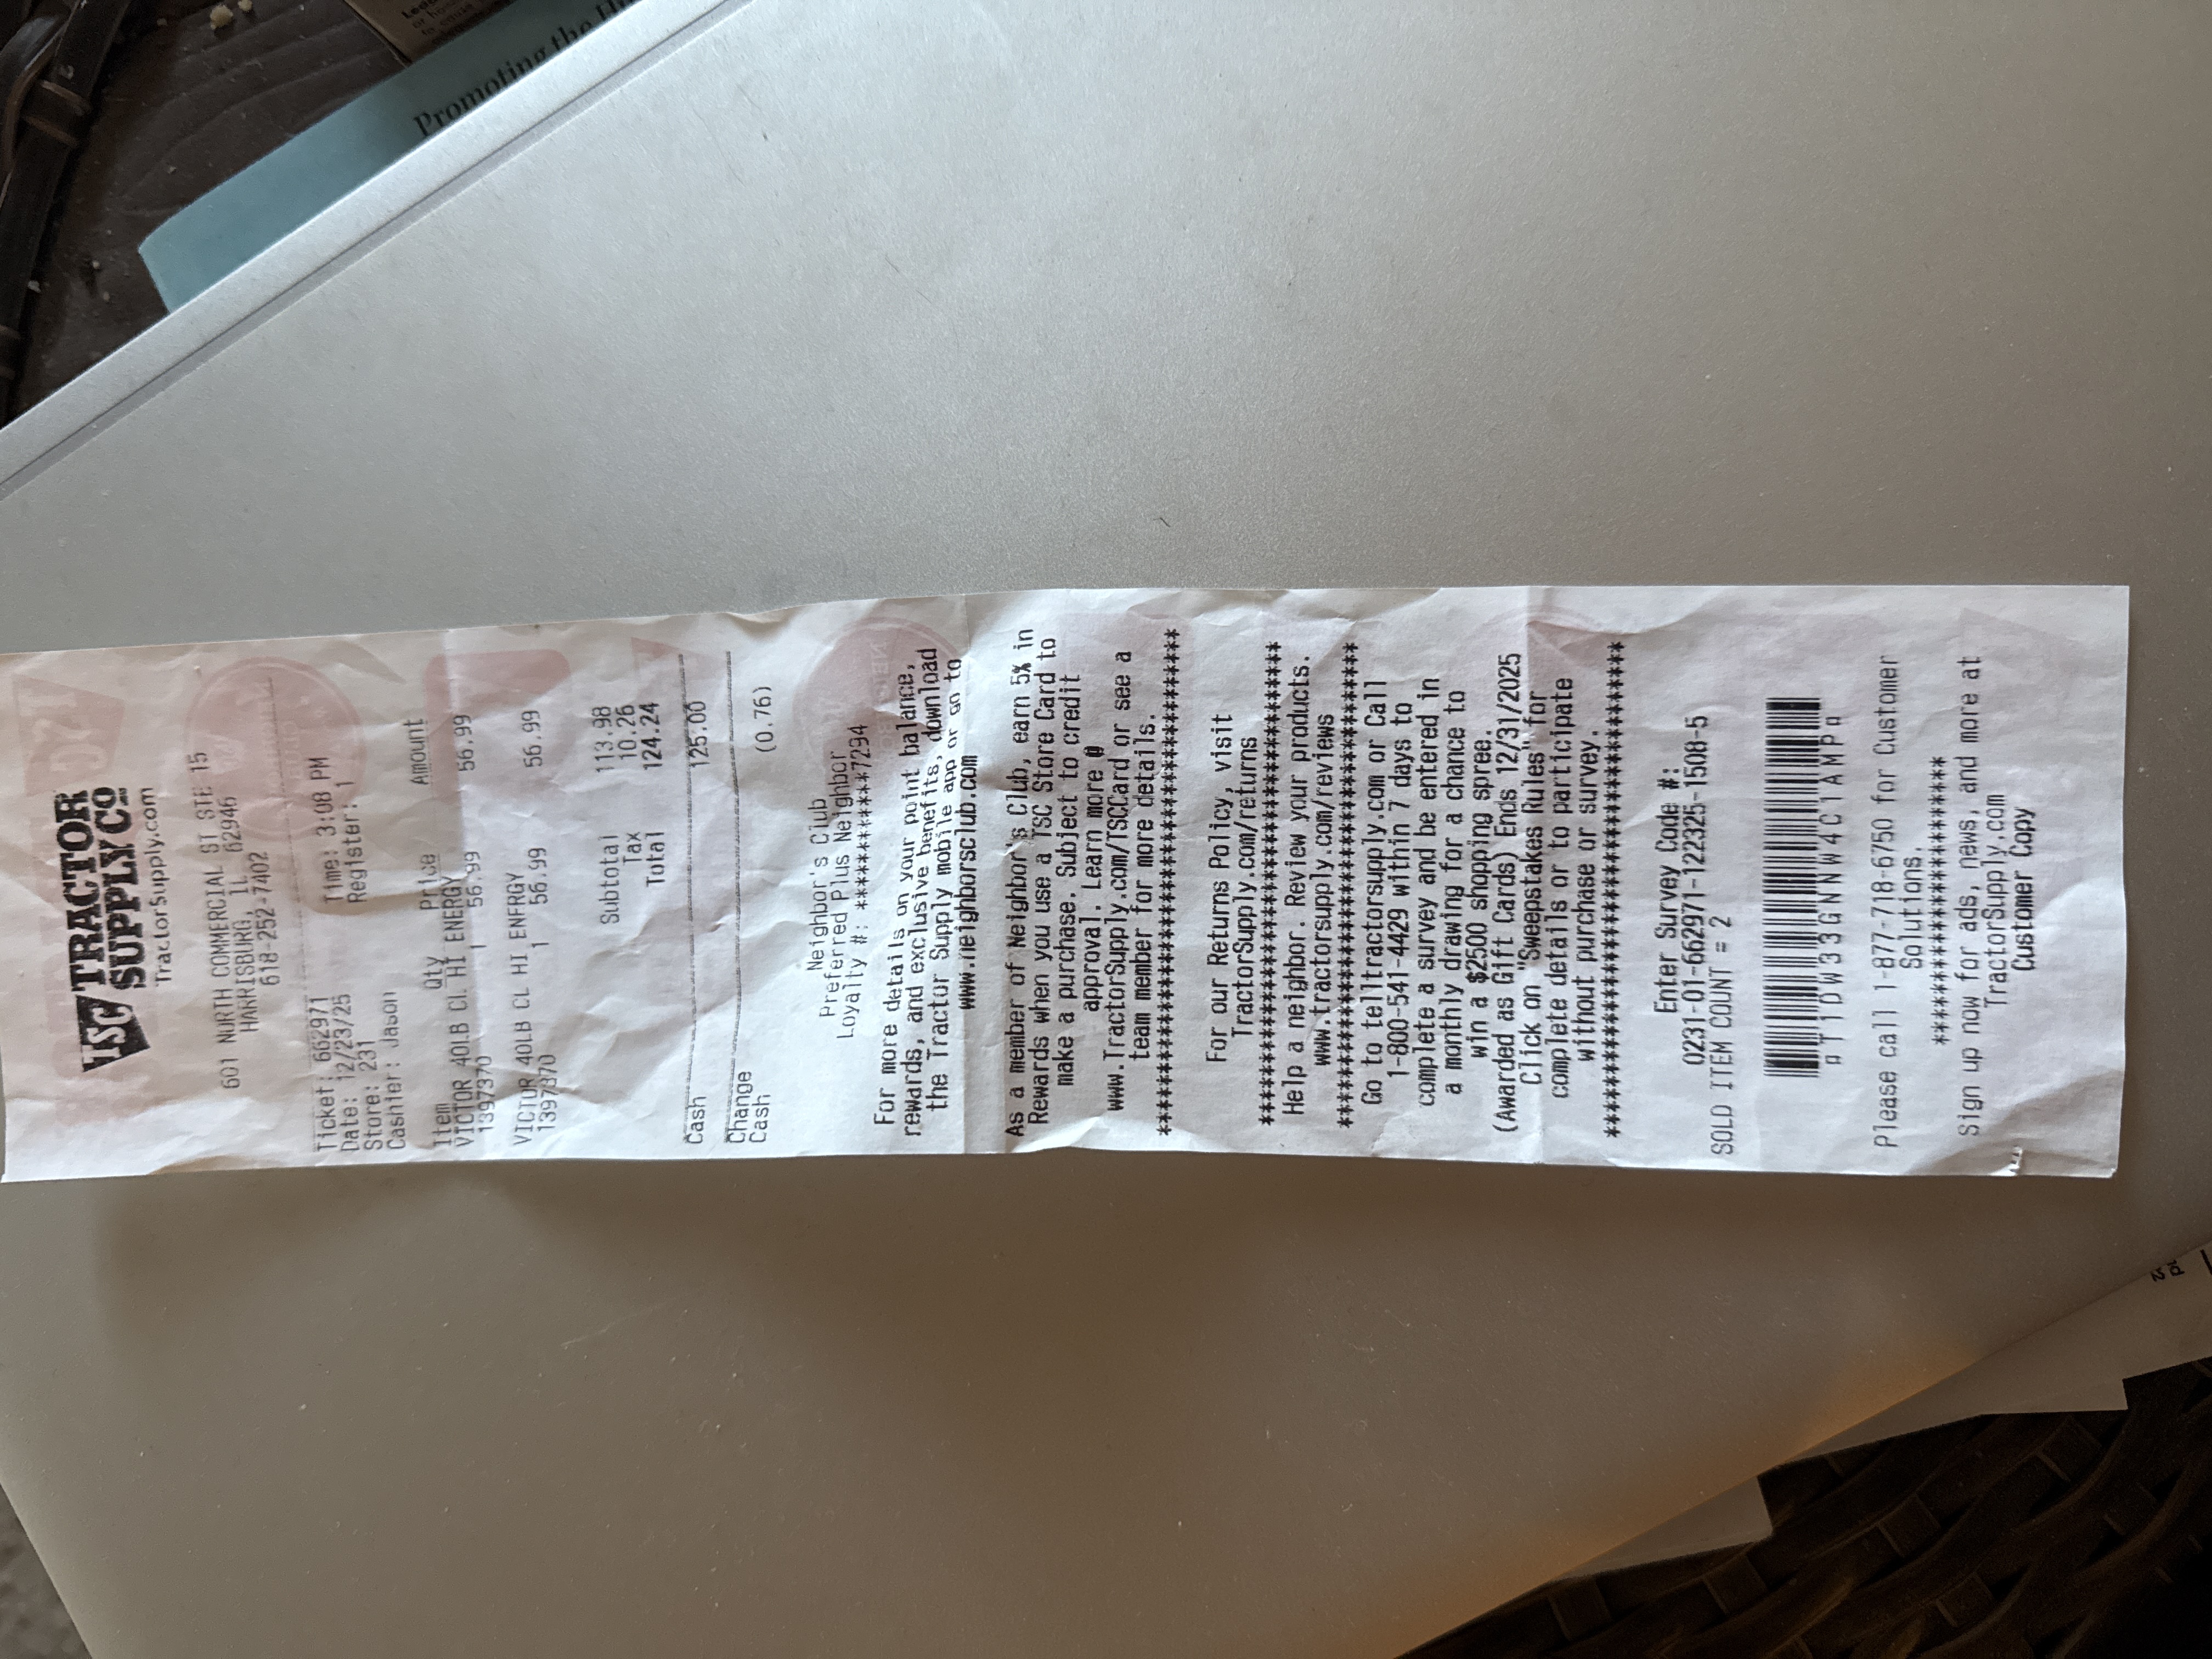 Promoting the
TSC TRACTOR
SUPPLY CO
TractorSupply.com
601 NORTH COMMERCIAL ST STE 15
HARRISBURG, IL 62946
618-252-7402
Ticket: 662971 Time: 3:08 PM
Date: 12/23/25 Register: 1
Store: 231
Cashier: Jason
Item Qty Price Amount
VICTOR 40LB CL HI ENERGY
1397370 1 56.99 56.99
VICTOR 40LB CL HI ENERGY
1397370 1 56.99 56.99
Subtotal 113.98
Tax 10.26
Total 124.24
Cash 125.00
Change
Cash (0.76)
Neighbor's Club
Preferred Plus Neighbor
Loyalty #: ************7294
For more details on your point balance,
rewards, and exclusive benefits, download
the Tractor Supply mobile app or go to
www.neighborsclub.com
As a member of Neighbor's Club, earn 5% in
Rewards when you use a TSC Store Card to
make a purchase. Subject to credit
approval. Learn more @
www.TractorSupply.com/TSCCard or see a
team member for more details.
******************************************
For our Returns Policy, visit
TractorSupply.com/returns
******************************************
Help a neighbor. Review your products.
www.tractorsupply.com/reviews
******************************************
Go to telltractorsupply.com or Call
1-800-541-4429 within 7 days to
complete a survey and be entered in
a monthly drawing for a chance to
win a $2500 shopping spree.
(Awarded as Gift Cards) Ends 12/31/2025
Click on "Sweepstakes Rules" for
complete details or to participate
without purchase or survey.
******************************************
Enter Survey Code #:
0231-01-662971-122325-1508-5
SOLD ITEM COUNT = 2
aT1DW33GNNW4C1AMPa
Please call 1-877-718-6750 for Customer
Solutions.
************************
Sign up now for ads, news, and more at
TractorSupply.com
Customer Copy